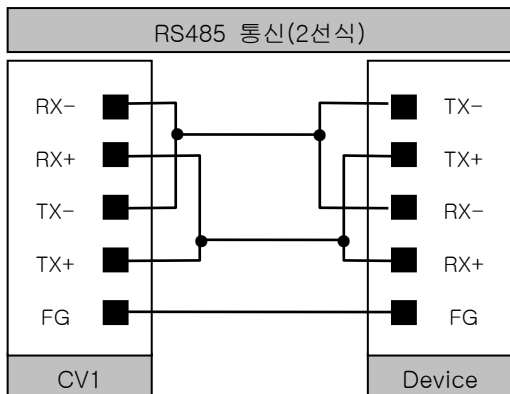 RS485 통신(2선식)
RX- TX-
RX+ TX+
TX- RX-
TX+ RX+
FG FG
CV1 Device